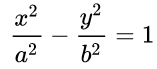 x²/a² − y²/b² = 1